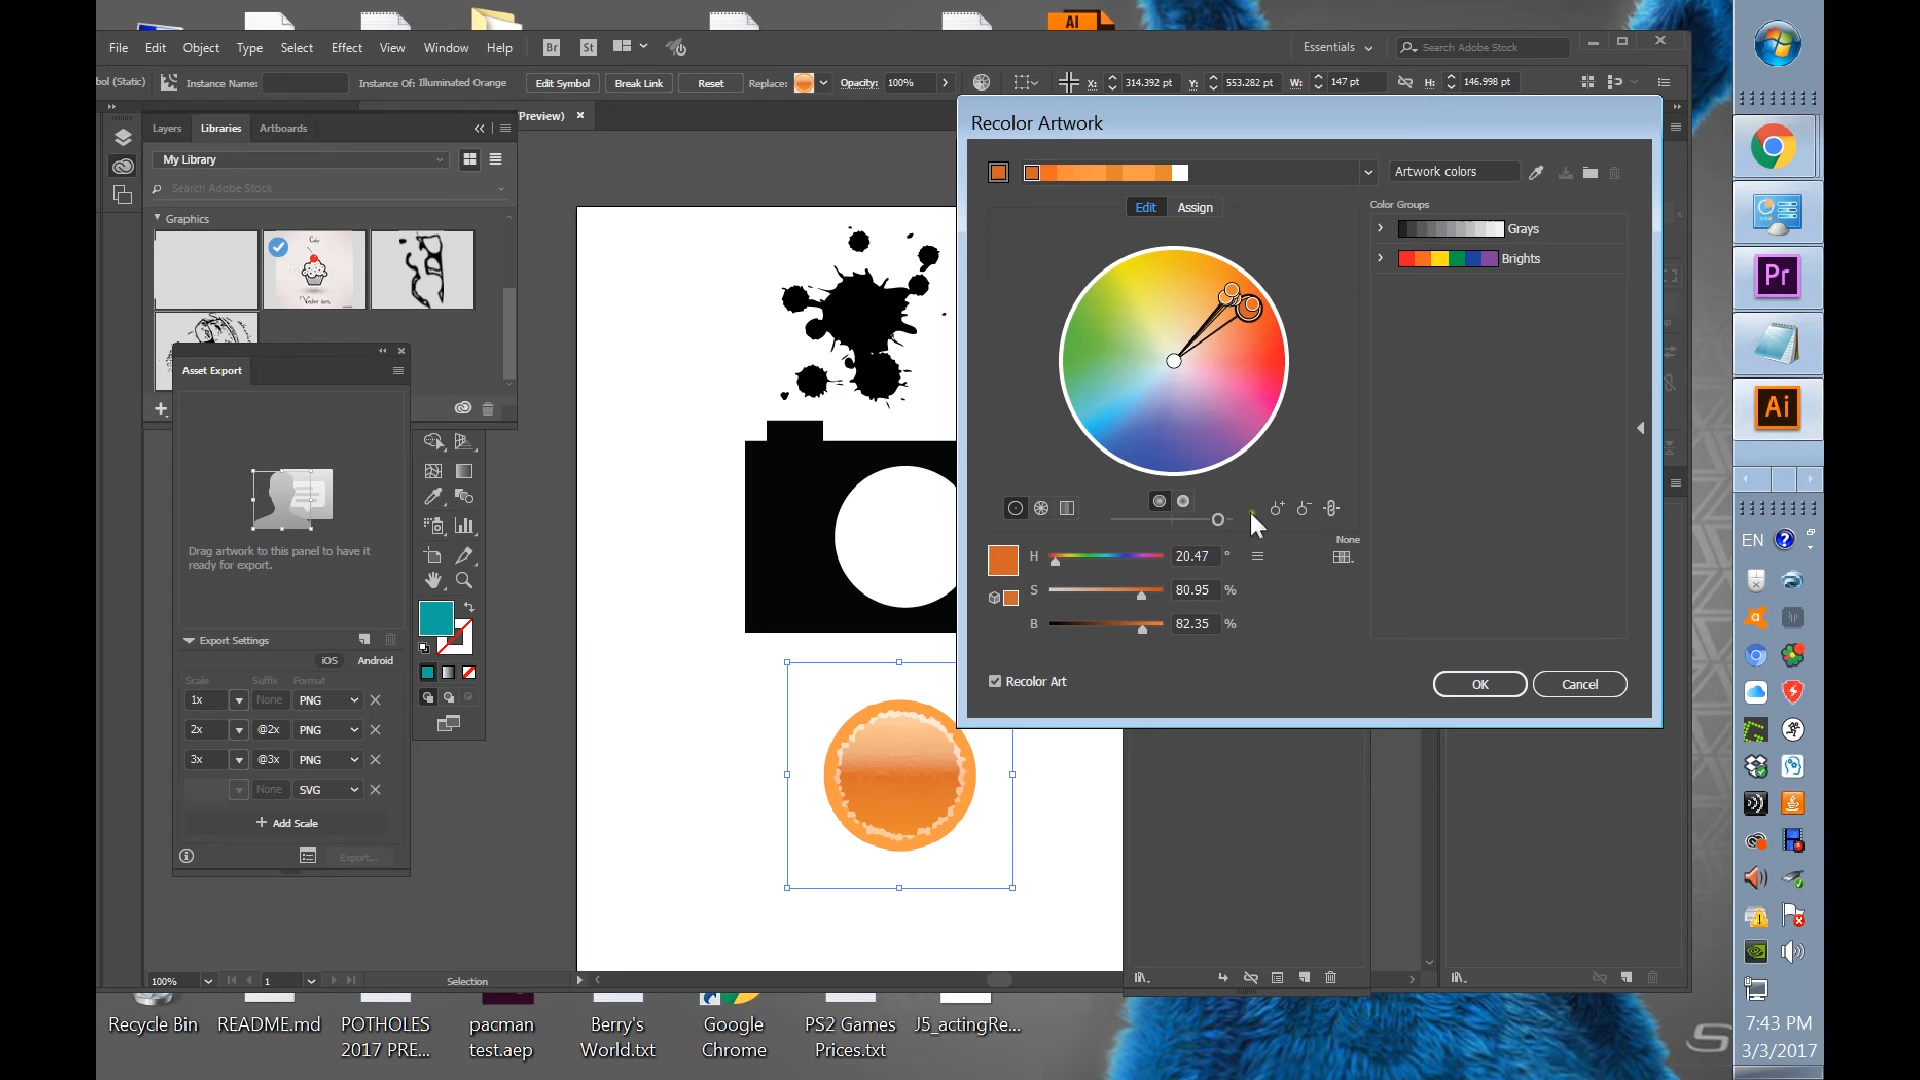 AI
File Edit Object Type Select Effect View Window Help Br St Essentials Search Adobe Stock
bol (Static) Instance Name: Instance Of: Illuminated Orange Edit Symbol Break Link Reset Replace: Opacity: 100% X: 314.392 pt Y: 553.282 pt W: 147 pt H: 146.998 pt
Preview)
Layers Libraries Artboards
My Library
Search Adobe Stock
Graphics
Asset Export
Drag artwork to this panel to have it
ready for export.
Export Settings
iOS Android
Scale Suffix Format
1x None PNG
2x @2x PNG
3x @3x PNG
None SVG
+ Add Scale
Export...
Recolor Artwork
Artwork colors
Edit Assign
Color Groups
Grays
Brights
None
H 20.47 °
S 80.95 %
B 82.35 %
Recolor Art
OK Cancel
100% 1 Selection
Recycle Bin
README.md
POTHOLES
2017 PRE...
pacman
test.aep
Berry's
World.txt
Google
Chrome
PS2 Games
Prices.txt
J5_actingRe...
Pr
Ai
EN
7:43 PM
3/3/2017